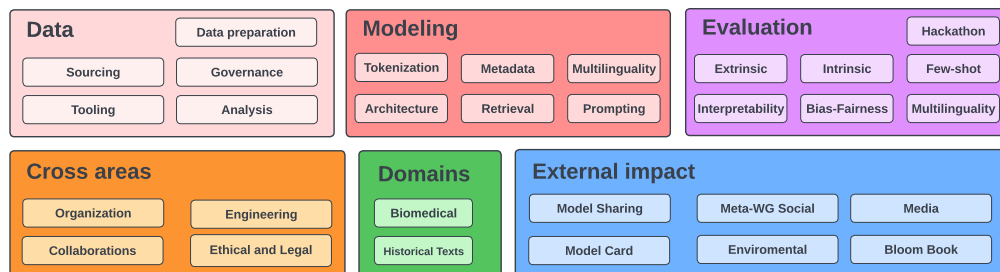 Data
Data preparation
Sourcing
Governance
Tooling
Analysis
Modeling
Tokenization
Metadata
Multilinguality
Architecture
Retrieval
Prompting
Evaluation
Hackathon
Extrinsic
Intrinsic
Few-shot
Interpretability
Bias-Fairness
Multilinguality
Cross areas
Organization
Engineering
Collaborations
Ethical and Legal
Domains
Biomedical
Historical Texts
External impact
Model Sharing
Meta-WG Social
Media
Model Card
Enviromental
Bloom Book